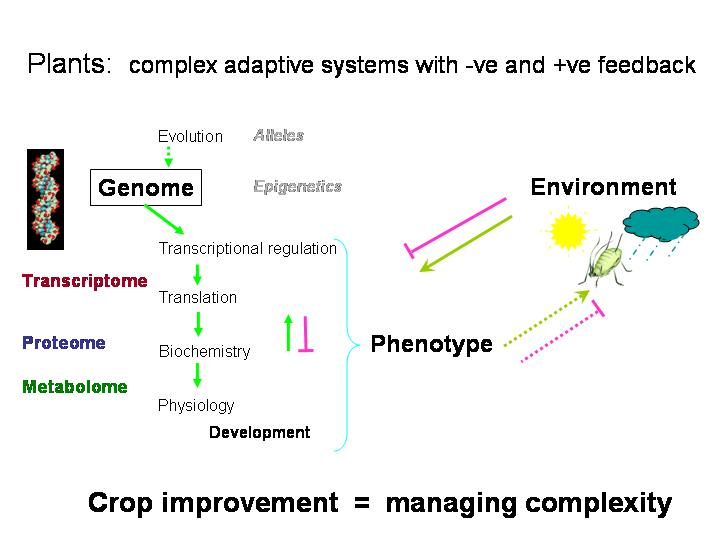 Plants: complex adaptive systems with -ve and +ve feedback
Evolution
Alleles
Genome
Epigenetics
Environment
Transcriptional regulation
Transcriptome
Translation
Proteome
Biochemistry
Phenotype
Metabolome
Physiology
Development
Crop improvement = managing complexity